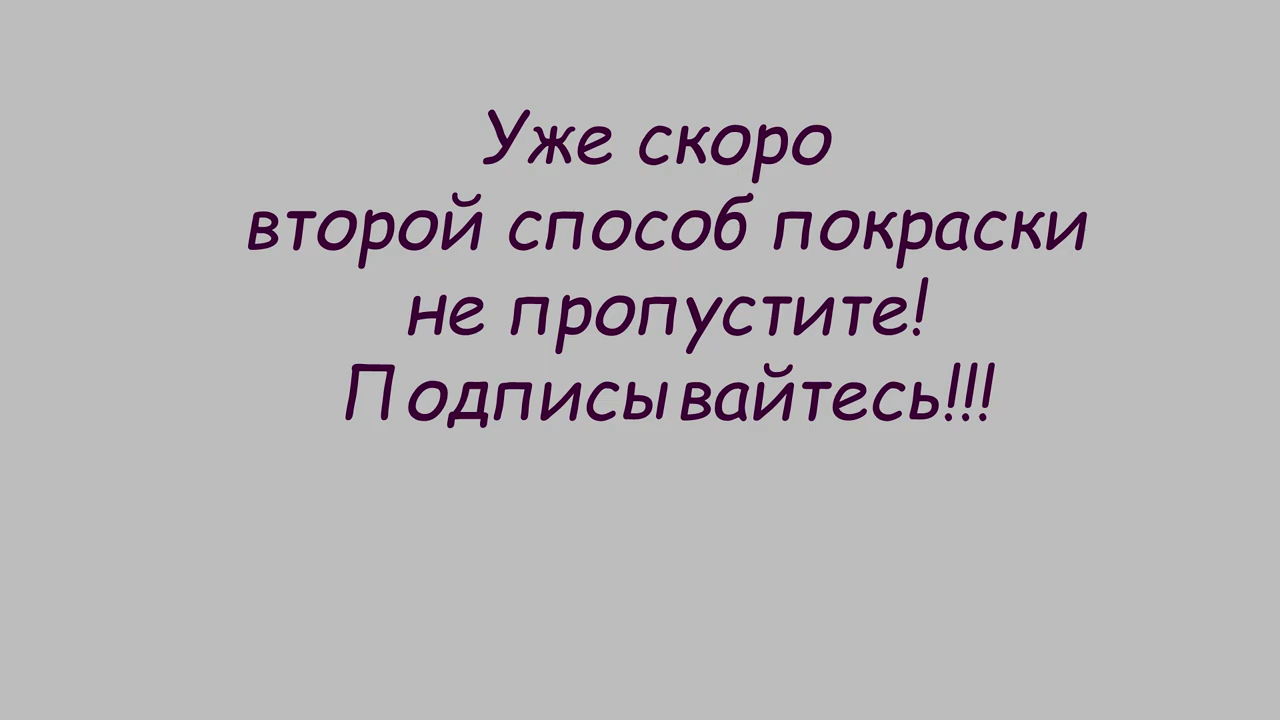 Уже скоро
второй способ покраски
не пропустите!
Подписывайтесь!!!